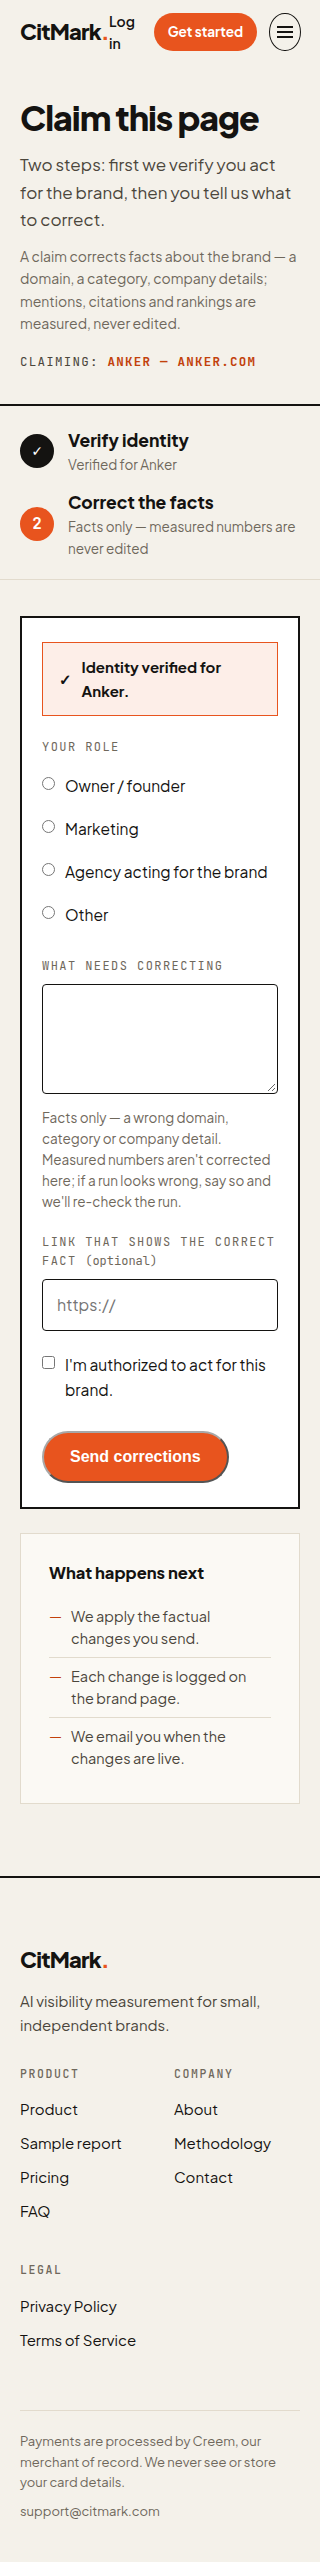 CitMark.
Log in
Get started
Claim this page
Two steps: first we verify you act
for the brand, then you tell us what
to correct.
A claim corrects facts about the brand — a
domain, a category, company details;
mentions, citations and rankings are
measured, never edited.
CLAIMING: ANKER — ANKER.COM
✓
Verify identity
Verified for Anker
2
Correct the facts
Facts only — measured numbers are
never edited
✓ Identity verified for
Anker.
YOUR ROLE
Owner / founder
Marketing
Agency acting for the brand
Other
WHAT NEEDS CORRECTING
Facts only — a wrong domain,
category or company detail.
Measured numbers aren't corrected
here; if a run looks wrong, say so and
we'll re-check the run.
LINK THAT SHOWS THE CORRECT
FACT (optional)
https://
I'm authorized to act for this
brand.
Send corrections
What happens next
— We apply the factual
changes you send.
— Each change is logged on
the brand page.
— We email you when the
changes are live.
CitMark.
AI visibility measurement for small,
independent brands.
PRODUCT
Product
Sample report
Pricing
FAQ
COMPANY
About
Methodology
Contact
LEGAL
Privacy Policy
Terms of Service
Payments are processed by Creem, our
merchant of record. We never see or store
your card details.
support@citmark.com